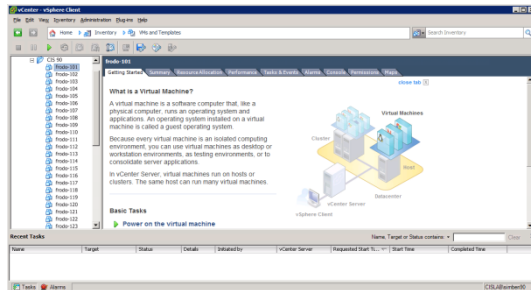 vCenter - vSphere Client
File Edit View Inventory Administration Plug-ins Help
Home Inventory VMs and Templates
Search Inventory
CIS 90
frodo-101
frodo-102
frodo-103
frodo-104
frodo-105
frodo-106
frodo-107
frodo-108
frodo-109
frodo-110
frodo-111
frodo-112
frodo-113
frodo-114
frodo-115
frodo-116
frodo-117
frodo-118
frodo-119
frodo-120
frodo-121
frodo-122
frodo-123
frodo-101
Getting Started Summary Resource Allocation Performance Tasks & Events Alarms Console Permissions Maps
close tab
What is a Virtual Machine?
A virtual machine is a software computer that, like a
physical computer, runs an operating system and
applications. An operating system installed on a virtual
machine is called a guest operating system.
Because every virtual machine is an isolated computing
environment, you can use virtual machines as desktop or
workstation environments, as testing environments, or to
consolidate server applications.
In vCenter Server, virtual machines run on hosts or
clusters. The same host can run many virtual machines.
Basic Tasks
Power on the virtual machine
Virtual Machines
Cluster
Host
Datacenter
vCenter Server
vSphere Client
Recent Tasks
Name, Target or Status contains:
Clear
Name Target Status Details Initiated by vCenter Server Requested Start Ti... Start Time Completed Time
Tasks Alarms